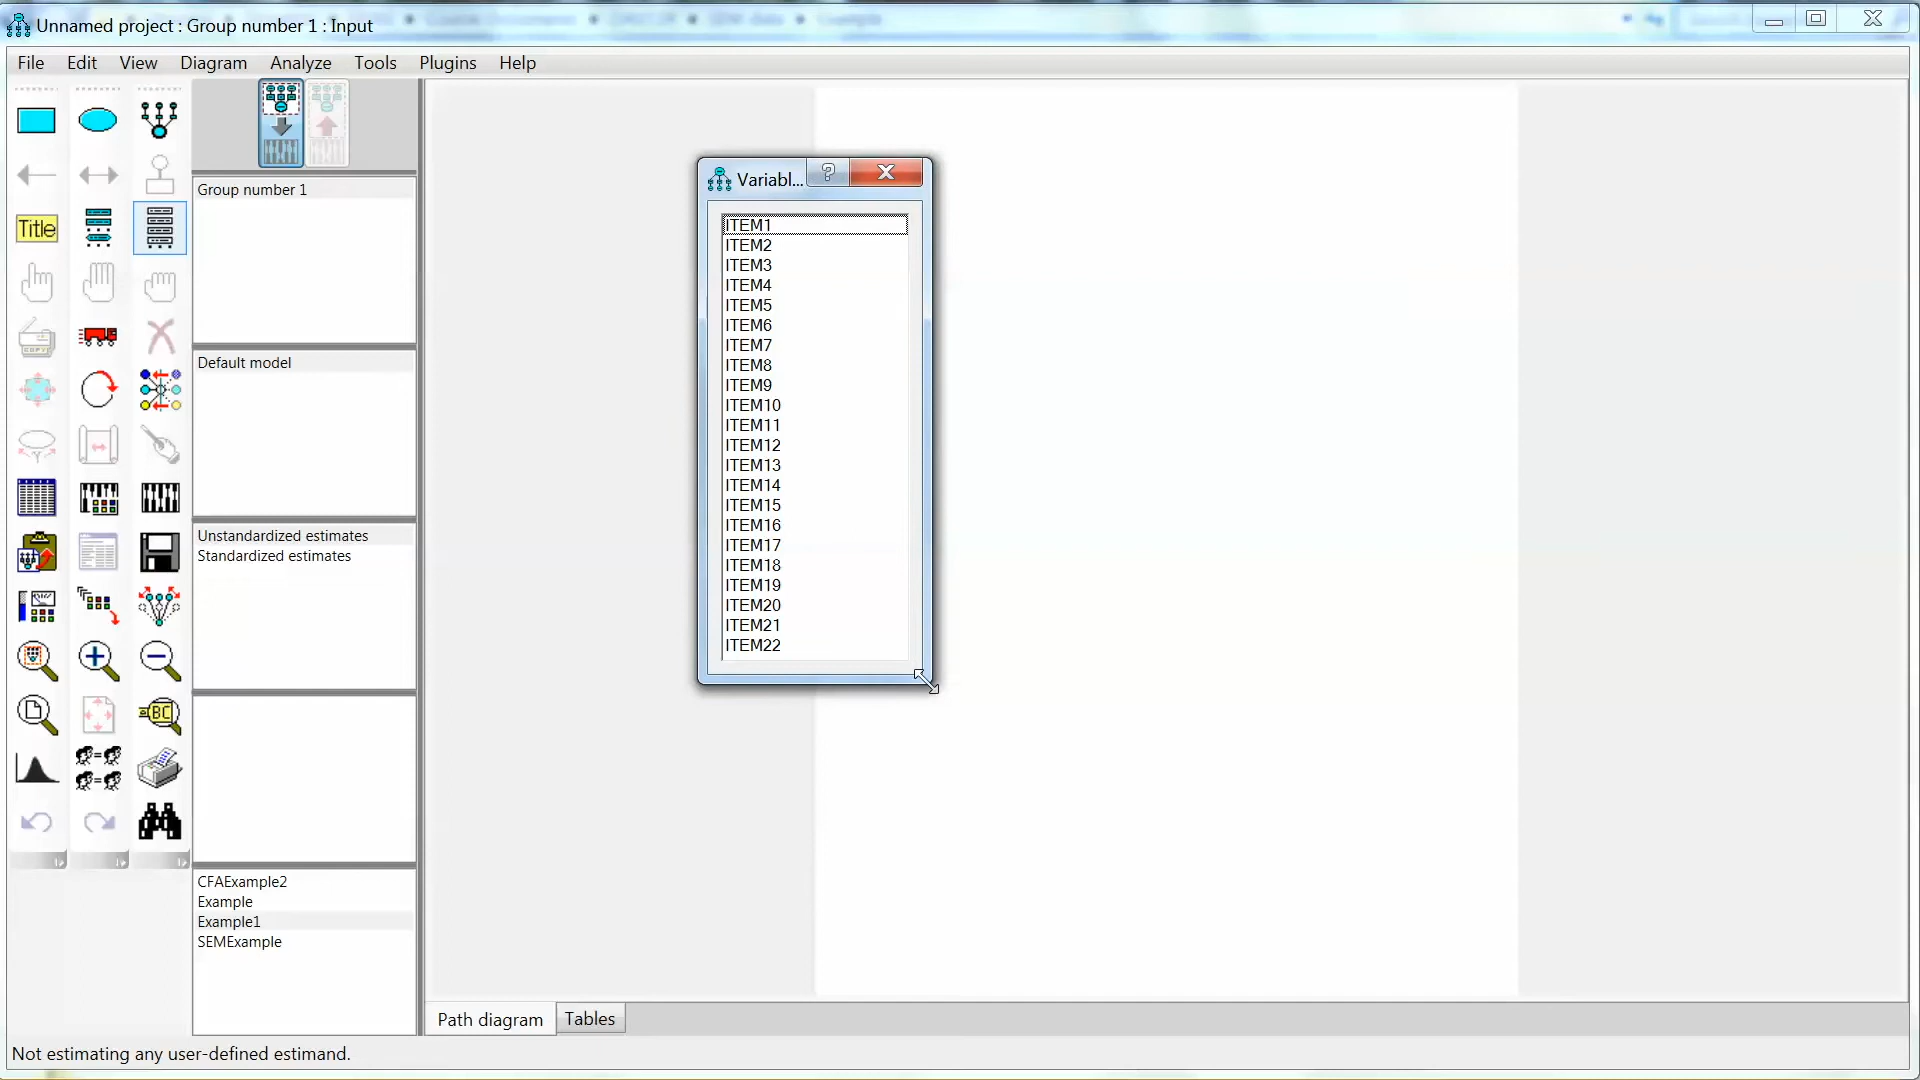 Unnamed project : Group number 1 : Input
File Edit View Diagram Analyze Tools Plugins Help
Title
COPY
BC
Group number 1
Default model
Unstandardized estimates
Standardized estimates
CFAExample2
Example
Example1
SEMExample
Variabl...
ITEM1
ITEM2
ITEM3
ITEM4
ITEM5
ITEM6
ITEM7
ITEM8
ITEM9
ITEM10
ITEM11
ITEM12
ITEM13
ITEM14
ITEM15
ITEM16
ITEM17
ITEM18
ITEM19
ITEM20
ITEM21
ITEM22
Path diagram Tables
Not estimating any user-defined estimand.